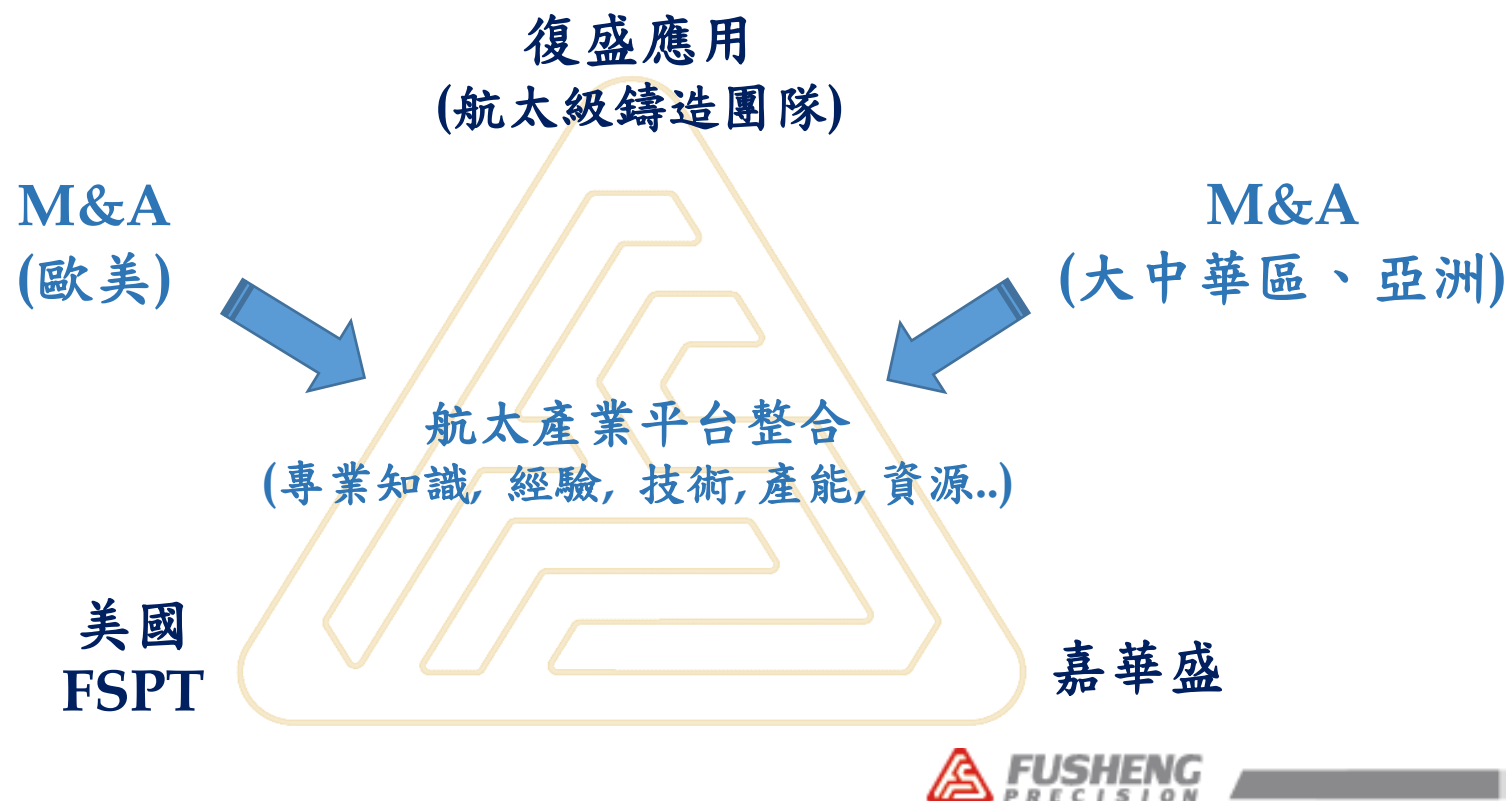 復盛應用
(航太級鑄造團隊)
M&A
(歐美)
M&A
(大中華區、亞洲)
航太產業平台整合
(專業知識, 經驗, 技術, 產能, 資源..)
美國
FSPT
嘉華盛
FUSHENG
PRECISION